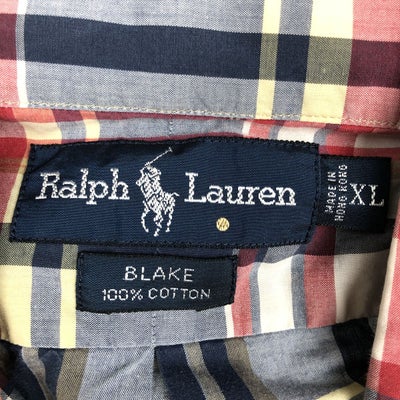 Ralph Lauren
MADE IN
HONG KONG
XL
BLAKE
100% COTTON